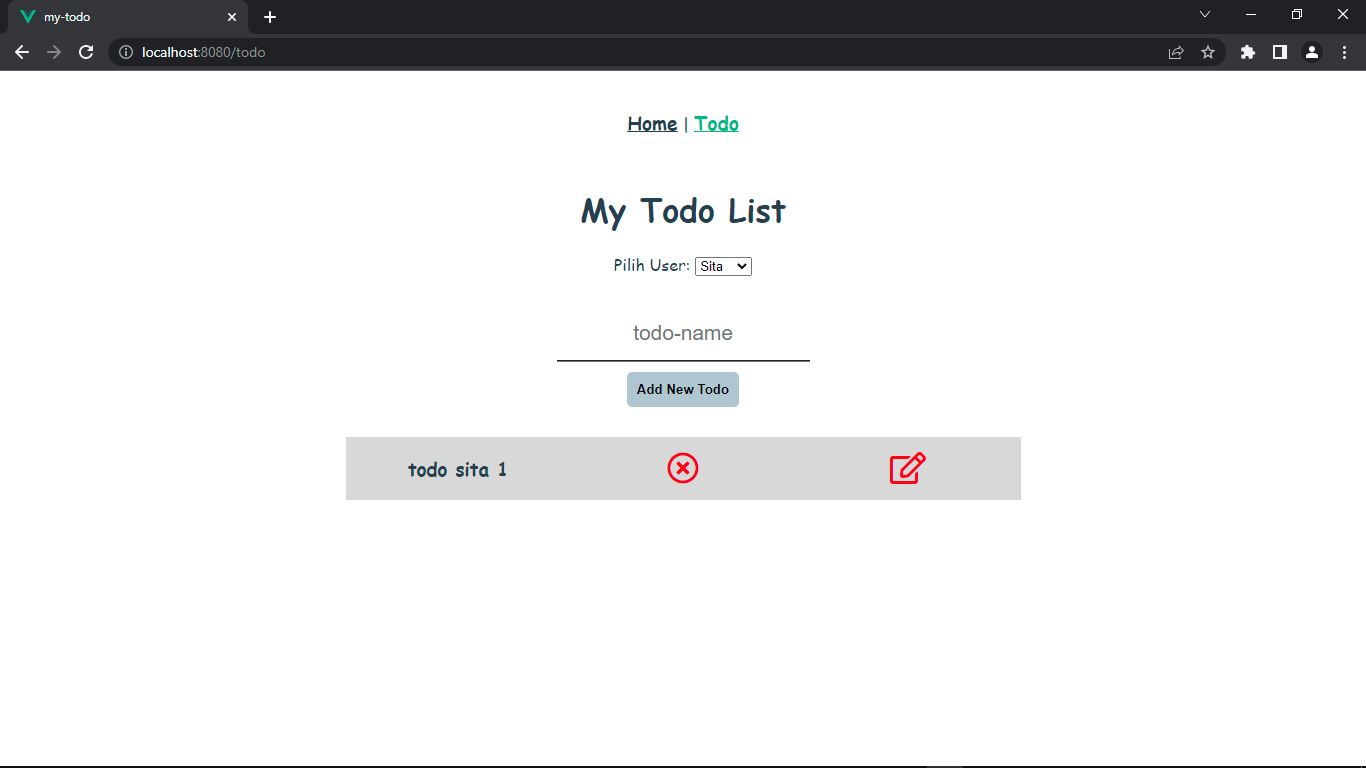 my-todo
localhost:8080/todo
Home | Todo
My Todo List
Pilih User: Sita
todo-name
Add New Todo
todo sita 1